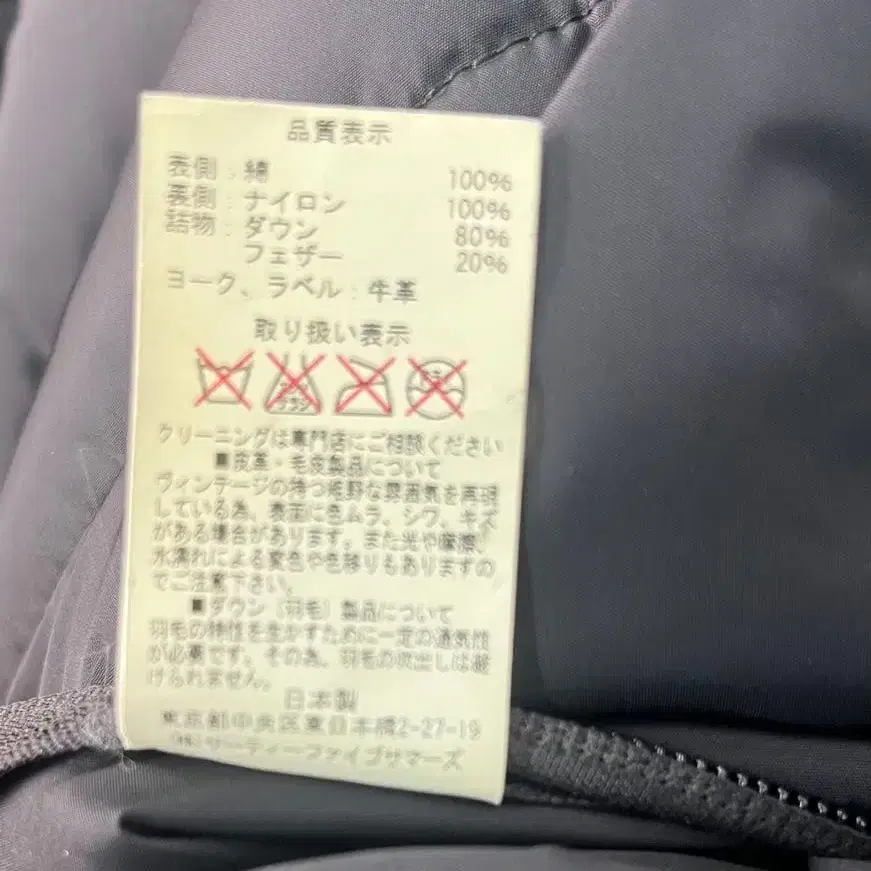 品質表示
表側:綿 100%
裏側:ナイロン 100%
詰物:ダウン 80%
フェザー 20%
ヨーク、ラベル:牛革
取り扱い表示
クリーニングは専門店にご相談ください
■皮革・毛皮製品について
ヴィンテージの持つ粗野な雰囲気を再現
している為、表面に色ムラ、シワ、キズ
がある場合があります。また光や摩擦、
水濡れによる変色や色移りもありますの
でご注意下さい。
■ダウン(羽毛)製品について
羽毛の特性を生かすために一定の通気性
が必要です。その為、羽毛の吹出しは避
けられません。
日本製
東京都中央区東日本橋2-27-19
(株)サーティーファイブサマーズ